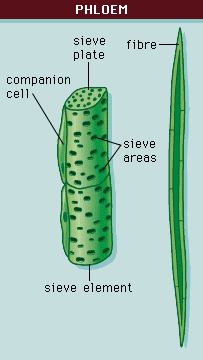 PHLOEM
sieve
plate
fibre
companion
cell
sieve
areas
sieve element